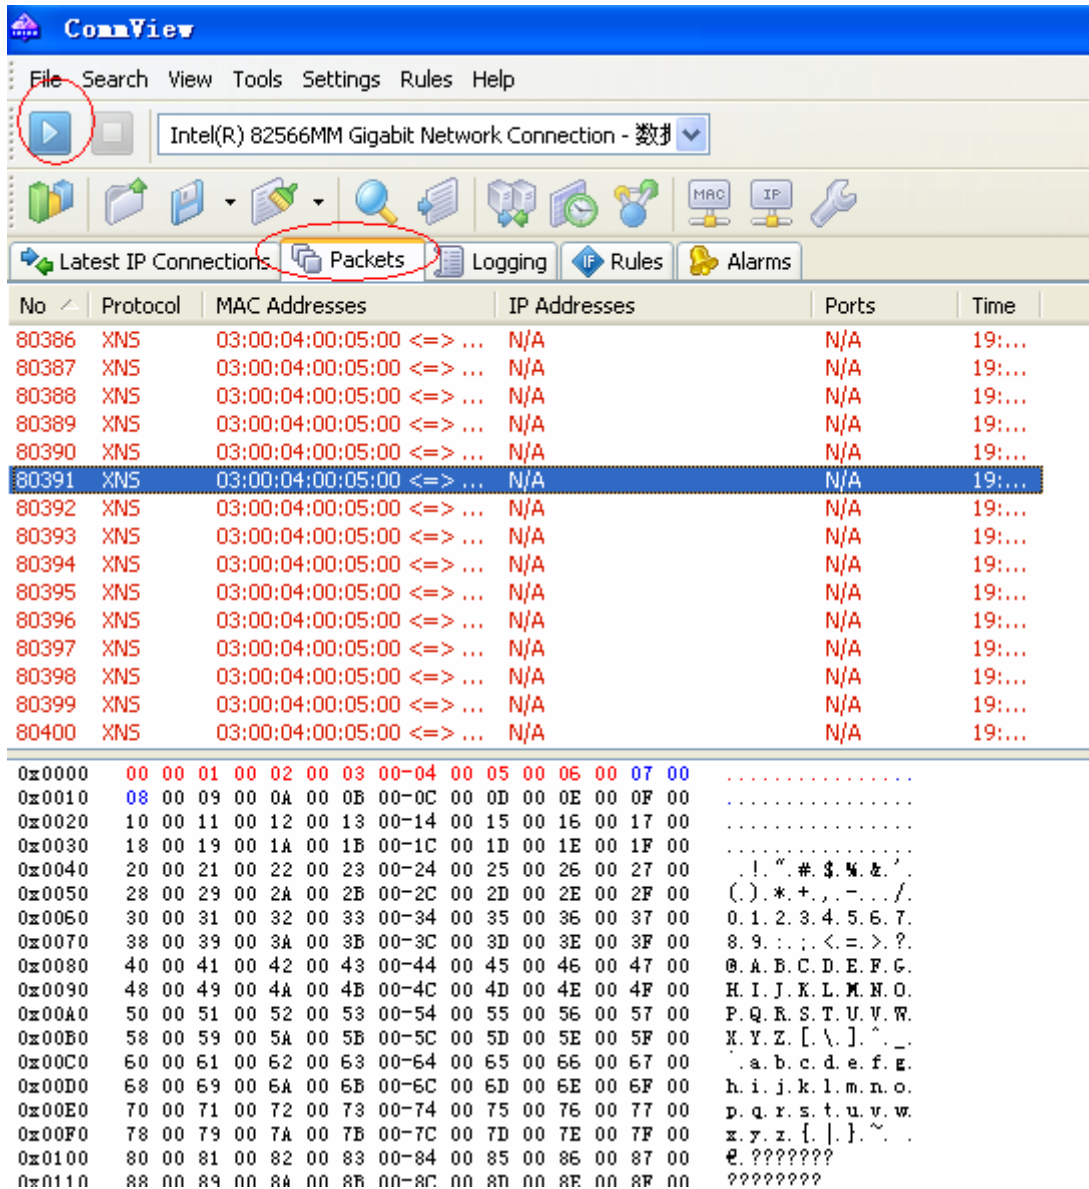 CommView
File Search View Tools Settings Rules Help
Intel(R) 82566MM Gigabit Network Connection - 数据
MAC IP
Latest IP Connections Packets Logging IF Rules Alarms
No Protocol MAC Addresses IP Addresses Ports Time
80386 XNS 03:00:04:00:05:00 <=> ... N/A N/A 19:...
80387 XNS 03:00:04:00:05:00 <=> ... N/A N/A 19:...
80388 XNS 03:00:04:00:05:00 <=> ... N/A N/A 19:...
80389 XNS 03:00:04:00:05:00 <=> ... N/A N/A 19:...
80390 XNS 03:00:04:00:05:00 <=> ... N/A N/A 19:...
80391 XNS 03:00:04:00:05:00 <=> ... N/A N/A 19:...
80392 XNS 03:00:04:00:05:00 <=> ... N/A N/A 19:...
80393 XNS 03:00:04:00:05:00 <=> ... N/A N/A 19:...
80394 XNS 03:00:04:00:05:00 <=> ... N/A N/A 19:...
80395 XNS 03:00:04:00:05:00 <=> ... N/A N/A 19:...
80396 XNS 03:00:04:00:05:00 <=> ... N/A N/A 19:...
80397 XNS 03:00:04:00:05:00 <=> ... N/A N/A 19:...
80398 XNS 03:00:04:00:05:00 <=> ... N/A N/A 19:...
80399 XNS 03:00:04:00:05:00 <=> ... N/A N/A 19:...
80400 XNS 03:00:04:00:05:00 <=> ... N/A N/A 19:...
0x0000 00 00 01 00 02 00 03 00-04 00 05 00 06 00 07 00 ................
0x0010 08 00 09 00 0A 00 0B 00-0C 00 0D 00 0E 00 0F 00 ................
0x0020 10 00 11 00 12 00 13 00-14 00 15 00 16 00 17 00 ................
0x0030 18 00 19 00 1A 00 1B 00-1C 00 1D 00 1E 00 1F 00 ................
0x0040 20 00 21 00 22 00 23 00-24 00 25 00 26 00 27 00 .!.".#.$.%.&.'.
0x0050 28 00 29 00 2A 00 2B 00-2C 00 2D 00 2E 00 2F 00 (.).*.+.,.-.../.
0x0060 30 00 31 00 32 00 33 00-34 00 35 00 36 00 37 00 0.1.2.3.4.5.6.7.
0x0070 38 00 39 00 3A 00 3B 00-3C 00 3D 00 3E 00 3F 00 8.9.:.;.<.=.>.?.
0x0080 40 00 41 00 42 00 43 00-44 00 45 00 46 00 47 00 @.A.B.C.D.E.F.G.
0x0090 48 00 49 00 4A 00 4B 00-4C 00 4D 00 4E 00 4F 00 H.I.J.K.L.M.N.O.
0x00A0 50 00 51 00 52 00 53 00-54 00 55 00 56 00 57 00 P.Q.R.S.T.U.V.W.
0x00B0 58 00 59 00 5A 00 5B 00-5C 00 5D 00 5E 00 5F 00 X.Y.Z.[.\.].^._.
0x00C0 60 00 61 00 62 00 63 00-64 00 65 00 66 00 67 00 `.a.b.c.d.e.f.g.
0x00D0 68 00 69 00 6A 00 6B 00-6C 00 6D 00 6E 00 6F 00 h.i.j.k.l.m.n.o.
0x00E0 70 00 71 00 72 00 73 00-74 00 75 00 76 00 77 00 p.q.r.s.t.u.v.w.
0x00F0 78 00 79 00 7A 00 7B 00-7C 00 7D 00 7E 00 7F 00 x.y.z.{.|.}.~. .
0x0100 80 00 81 00 82 00 83 00-84 00 85 00 86 00 87 00 €.???????
0x0110 88 00 89 00 8A 00 8B 00-8C 00 8D 00 8E 00 8F 00 ????????